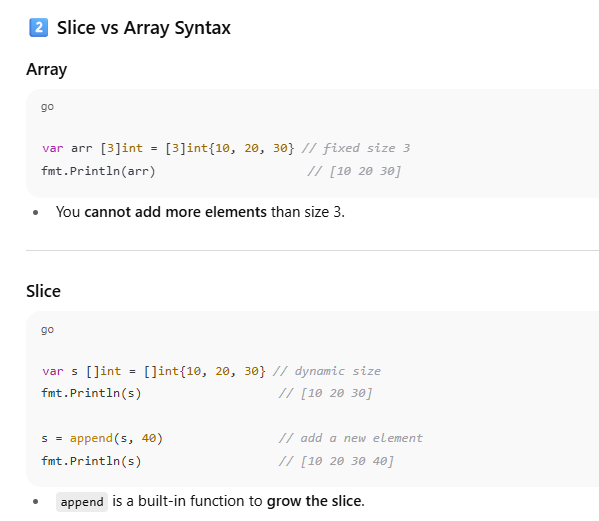 2 Slice vs Array Syntax
Array
go
var arr [3]int = [3]int{10, 20, 30} // fixed size 3
fmt.Println(arr) // [10 20 30]
• You cannot add more elements than size 3.
Slice
go
var s []int = []int{10, 20, 30} // dynamic size
fmt.Println(s) // [10 20 30]
s = append(s, 40) // add a new element
fmt.Println(s) // [10 20 30 40]
• append is a built-in function to grow the slice.